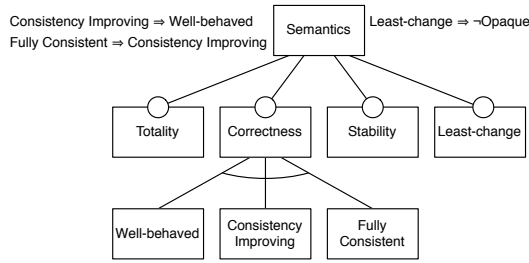 Consistency Improving ⇒ Well-behaved
Fully Consistent ⇒ Consistency Improving
Semantics
Least-change ⇒ ¬Opaque
Totality
Correctness
Stability
Least-change
Well-behaved
Consistency
Improving
Fully
Consistent